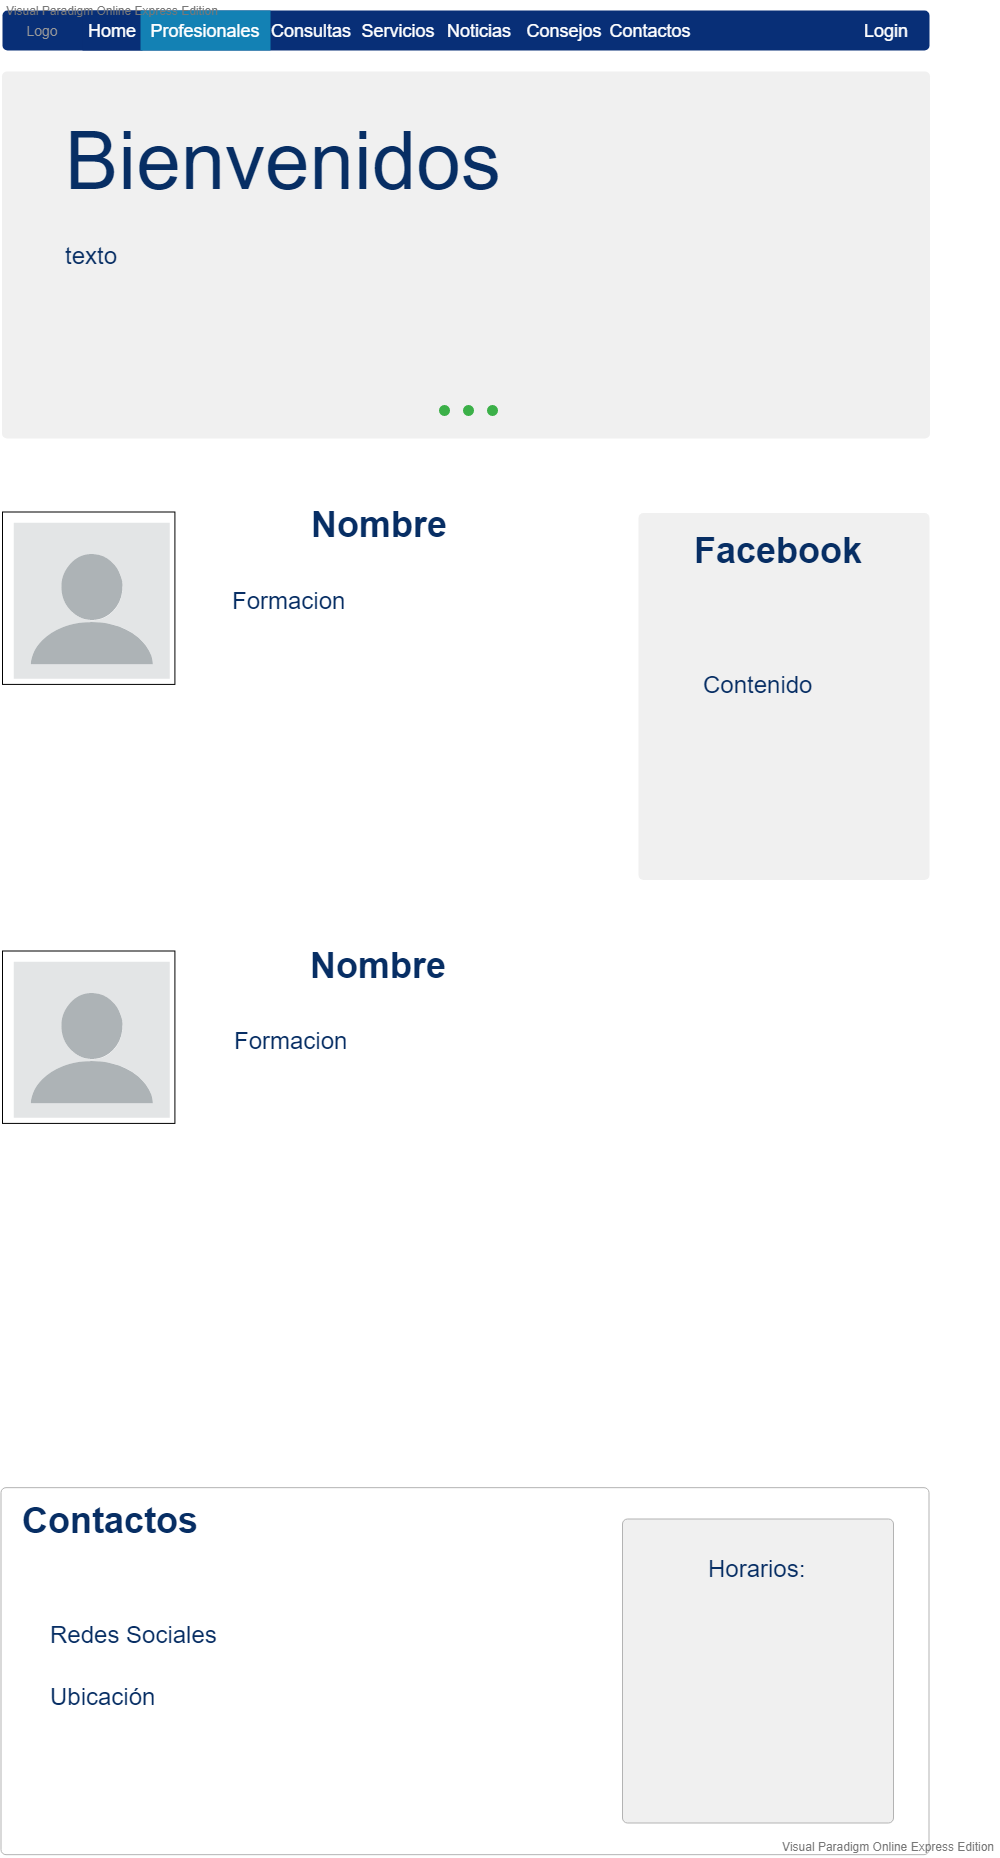 Visual Paradigm Online Express Edition
Logo Home Profesionales Consultas Servicios Noticias Consejos Contactos Login
Bienvenidos
texto
Nombre
Formacion
Facebook
Contenido
Nombre
Formacion
Contactos
Redes Sociales
Ubicación
Horarios:
Visual Paradigm Online Express Edition